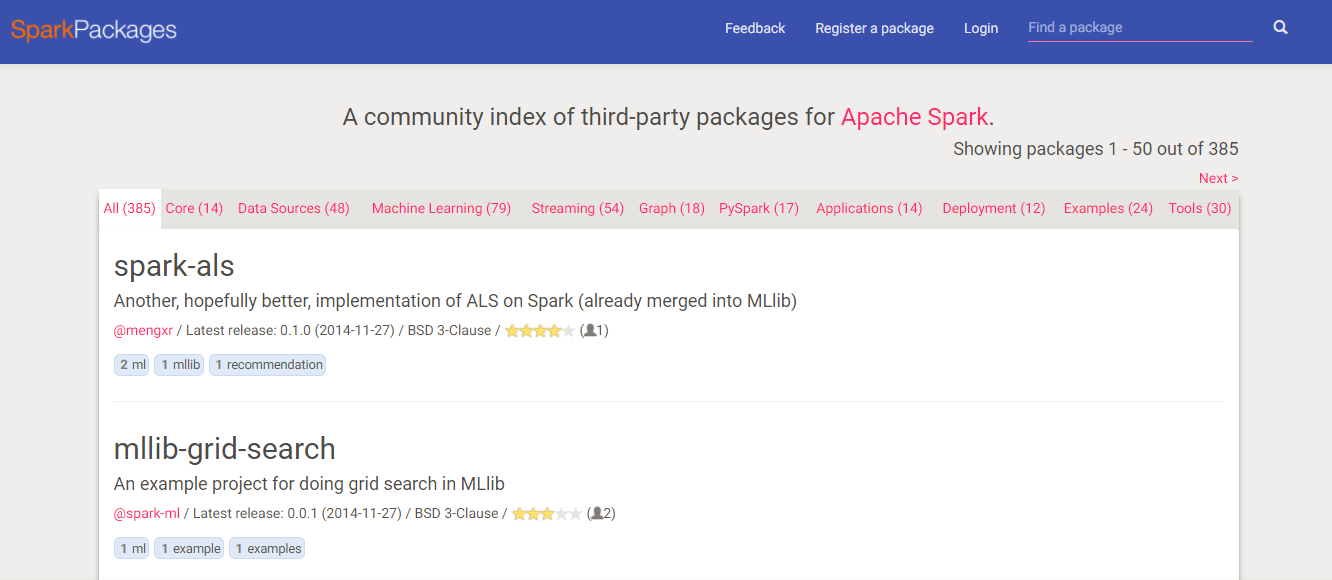 SparkPackages Feedback Register a package Login Find a package
A community index of third-party packages for Apache Spark.
Showing packages 1 - 50 out of 385
Next >
All (385) Core (14) Data Sources (48) Machine Learning (79) Streaming (54) Graph (18) PySpark (17) Applications (14) Deployment (12) Examples (24) Tools (30)
spark-als
Another, hopefully better, implementation of ALS on Spark (already merged into MLlib)
@mengxr / Latest release: 0.1.0 (2014-11-27) / BSD 3-Clause / (1)
2 ml 1 mllib 1 recommendation
mllib-grid-search
An example project for doing grid search in MLlib
@spark-ml / Latest release: 0.0.1 (2014-11-27) / BSD 3-Clause / (2)
1 ml 1 example 1 examples